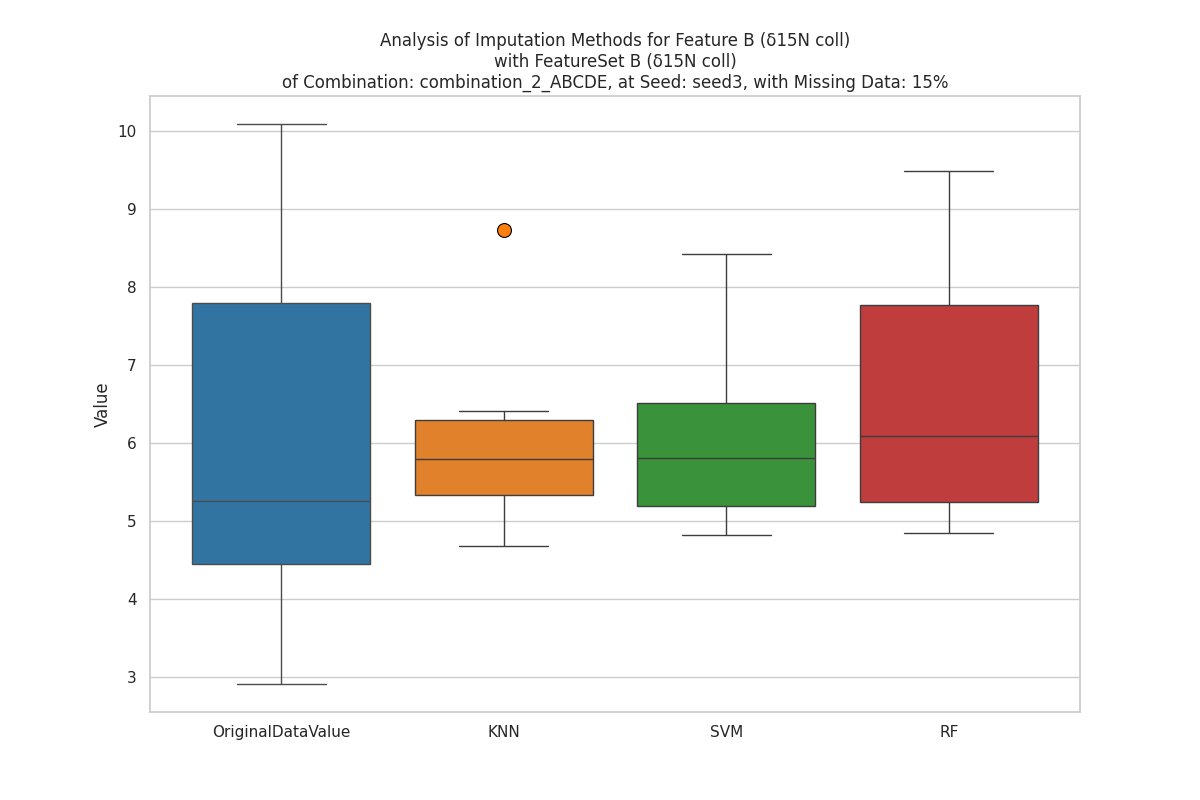 Analysis of Imputation Methods for Feature B (δ15N coll)
with FeatureSet B (δ15N coll)
of Combination: combination_2_ABCDE, at Seed: seed3, with Missing Data: 15%
10
9
8
7
6
5
4
3
Value
OriginalDataValue KNN SVM RF